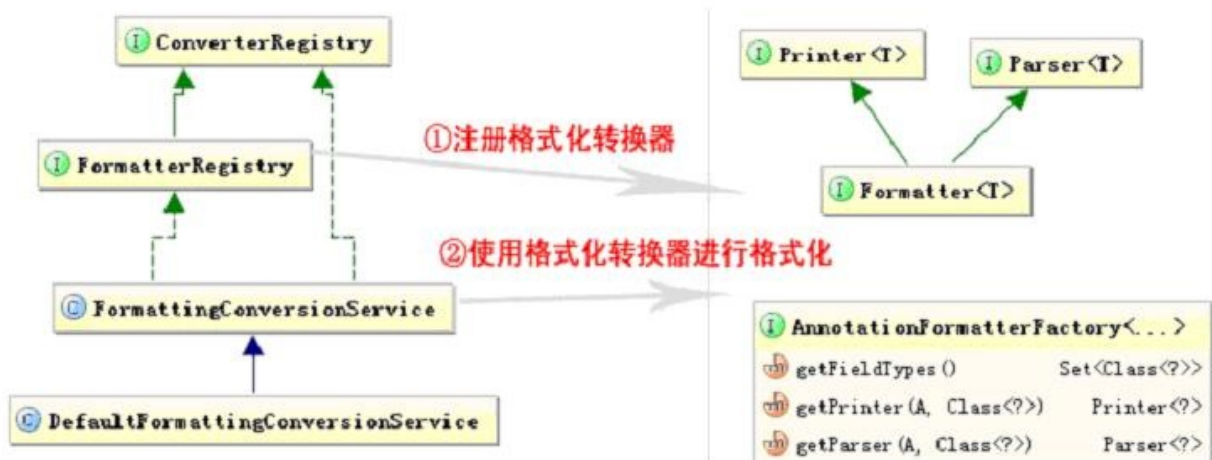 ConverterRegistry
FormatterRegistry
FormattingConversionService
DefaultFormattingConversionService
①注册格式化转换器
②使用格式化转换器进行格式化
Printer<T>
Parser<T>
Formatter<T>
AnnotationFormatterFactory<...>
getFieldTypes() Set<Class<?>>
getPrinter(A, Class<?>) Printer<?>
getParser(A, Class<?>) Parser<?>